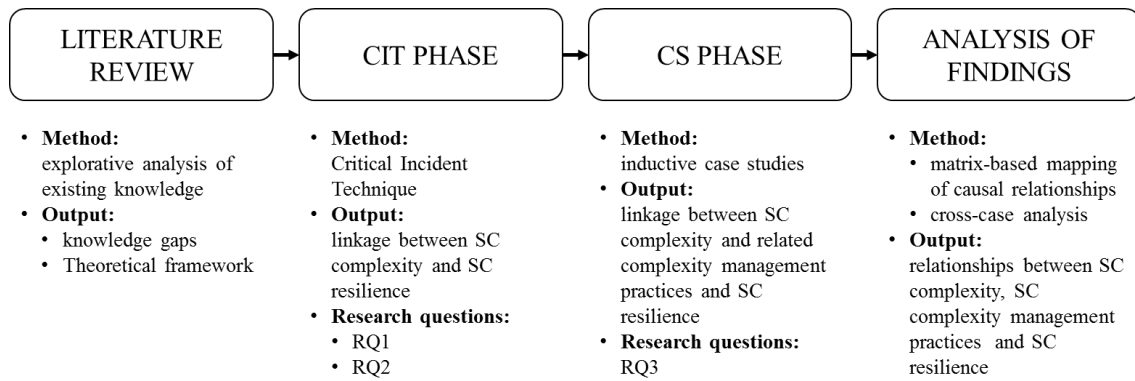 LITERATURE
REVIEW
CIT PHASE
CS PHASE
ANALYSIS OF
FINDINGS
• Method:
explorative analysis of
existing knowledge
• Output:
• knowledge gaps
• Theoretical framework
• Method:
Critical Incident
Technique
• Output:
linkage between SC
complexity and SC
resilience
• Research questions:
• RQ1
• RQ2
• Method:
inductive case studies
• Output:
linkage between SC
complexity and related
complexity management
practices and SC
resilience
• Research questions:
RQ3
• Method:
• matrix-based mapping
of causal relationships
• cross-case analysis
• Output:
relationships between SC
complexity, SC
complexity management
practices and SC
resilience